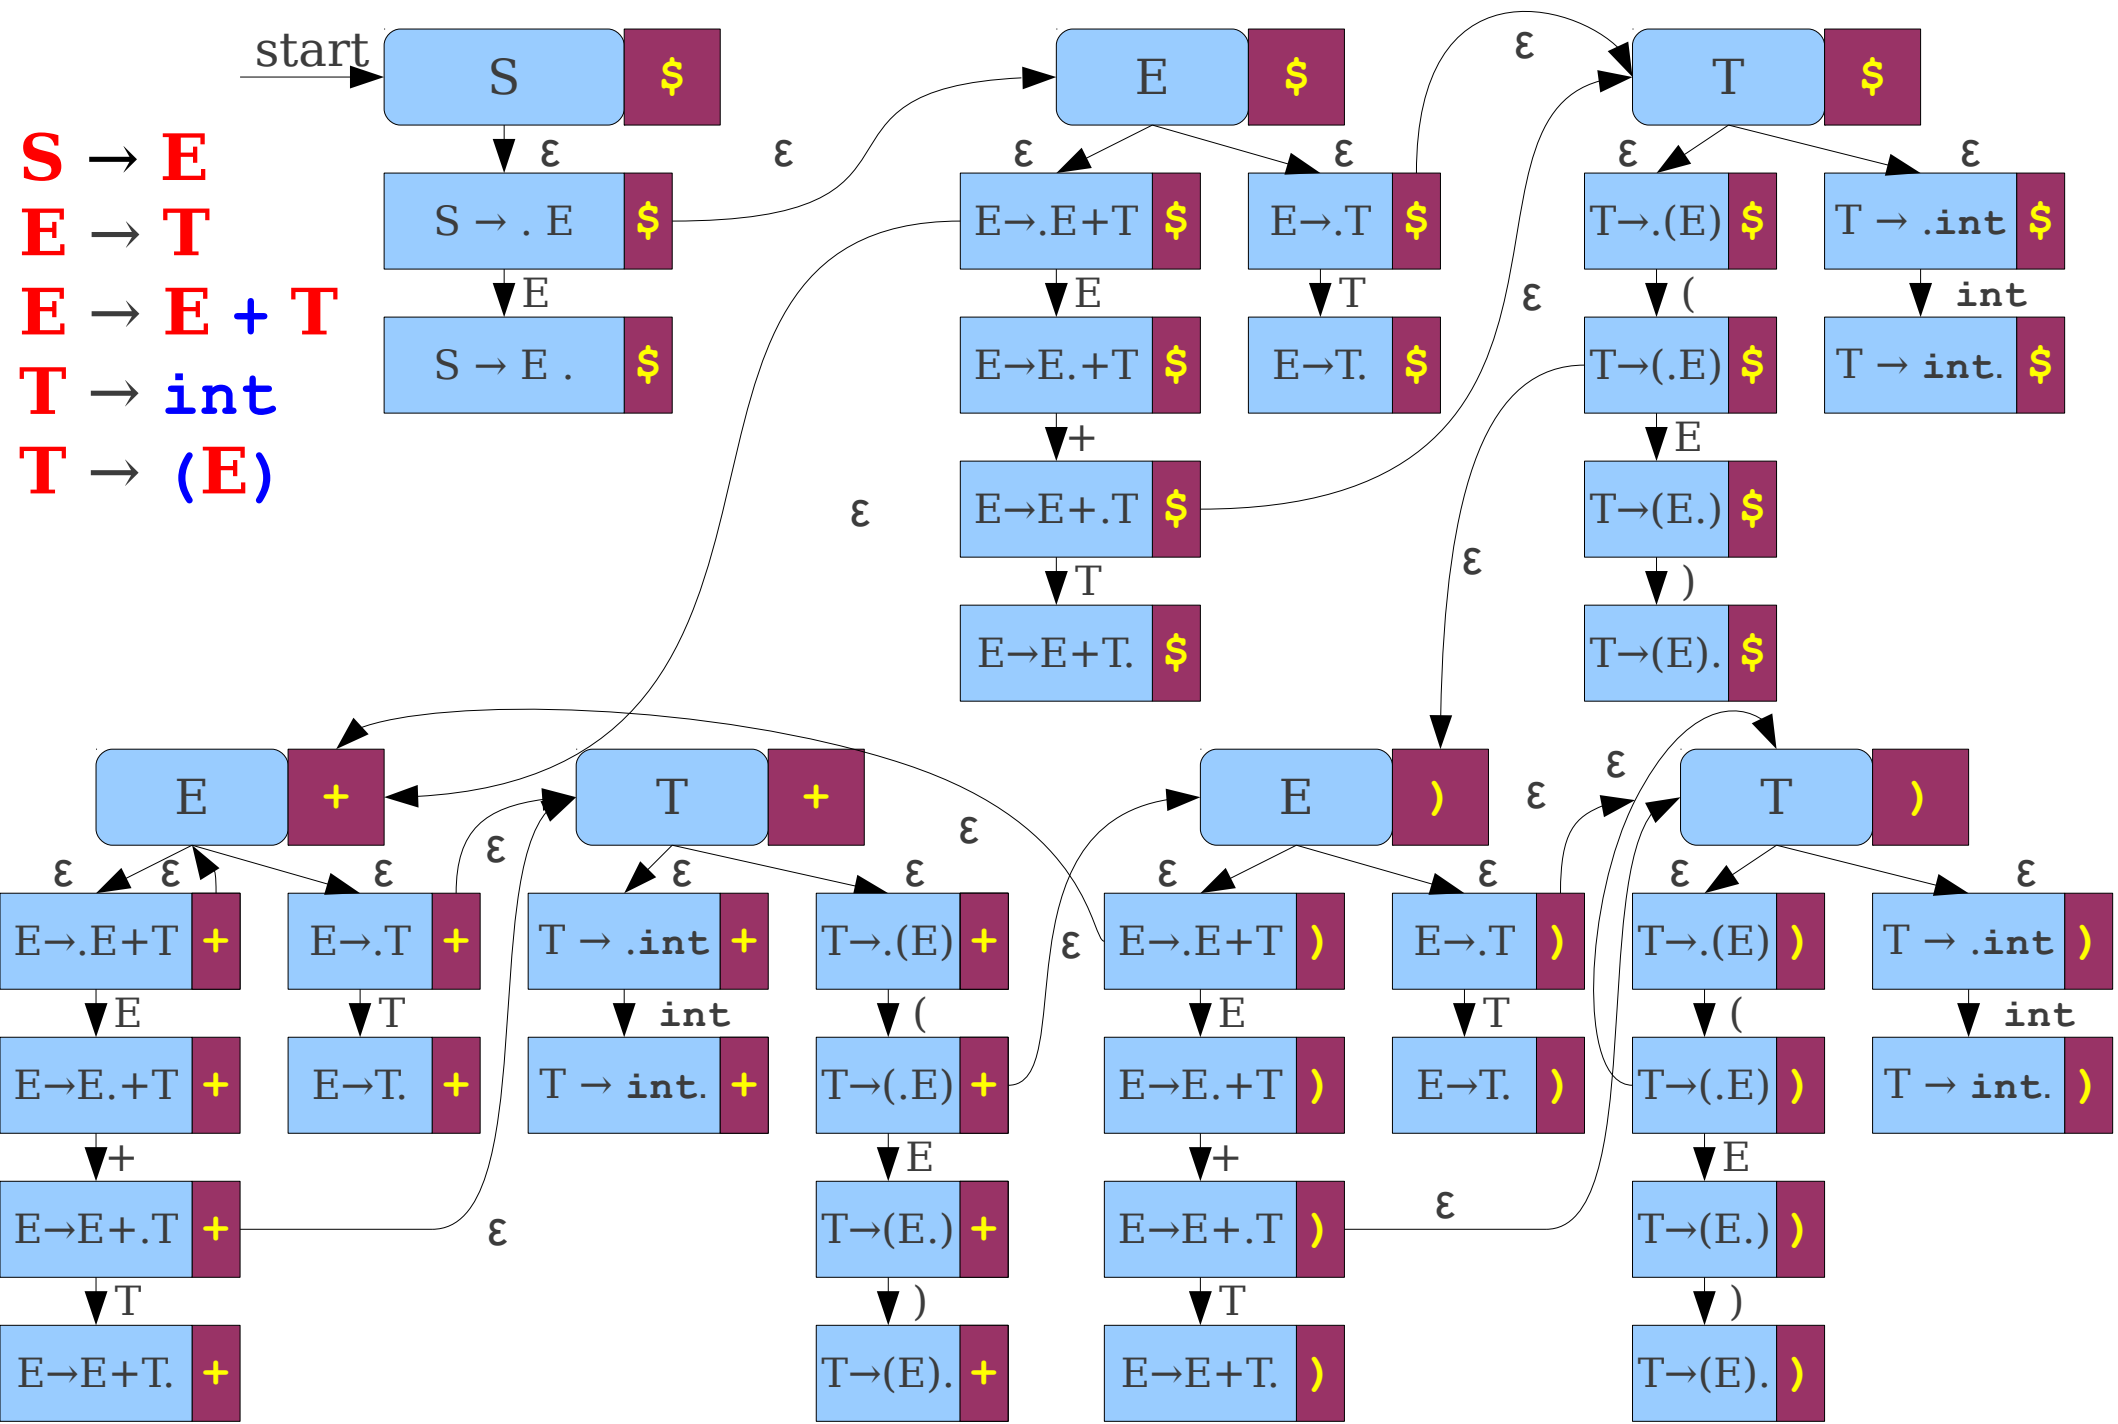 start
S $
E $
T $
ε
S → E
E → T
E → E + T
T → int
T → (E)
ε
ε
ε
ε
ε
ε
S → . E $
E→.E+T $
E→.T $
T→.(E) $
T → .int $
E
E
T
ε
(
int
S → E . $
E→E.+T $
E→T. $
T→(.E) $
T → int. $
+
E
ε
E→E+.T $
T→(E.) $
T
ε
)
E→E+T. $
T→(E). $
E +
T +
E )
T )
ε
ε
ε
ε
ε
ε
ε
ε
ε
ε
ε
ε
ε
ε
E→.E+T +
E→.T +
T → .int +
T→.(E) +
ε
E→.E+T )
E→.T )
T→.(E) )
T → .int )
E
T
int
(
E
T
(
int
E→E.+T +
E→T. +
T → int. +
T→(.E) +
E→E.+T )
E→T. )
T→(.E) )
T → int. )
+
E
+
E
E→E+.T +
ε
T→(E.) +
E→E+.T )
ε
T→(E.) )
T
)
T
)
E→E+T. +
T→(E). +
E→E+T. )
T→(E). )